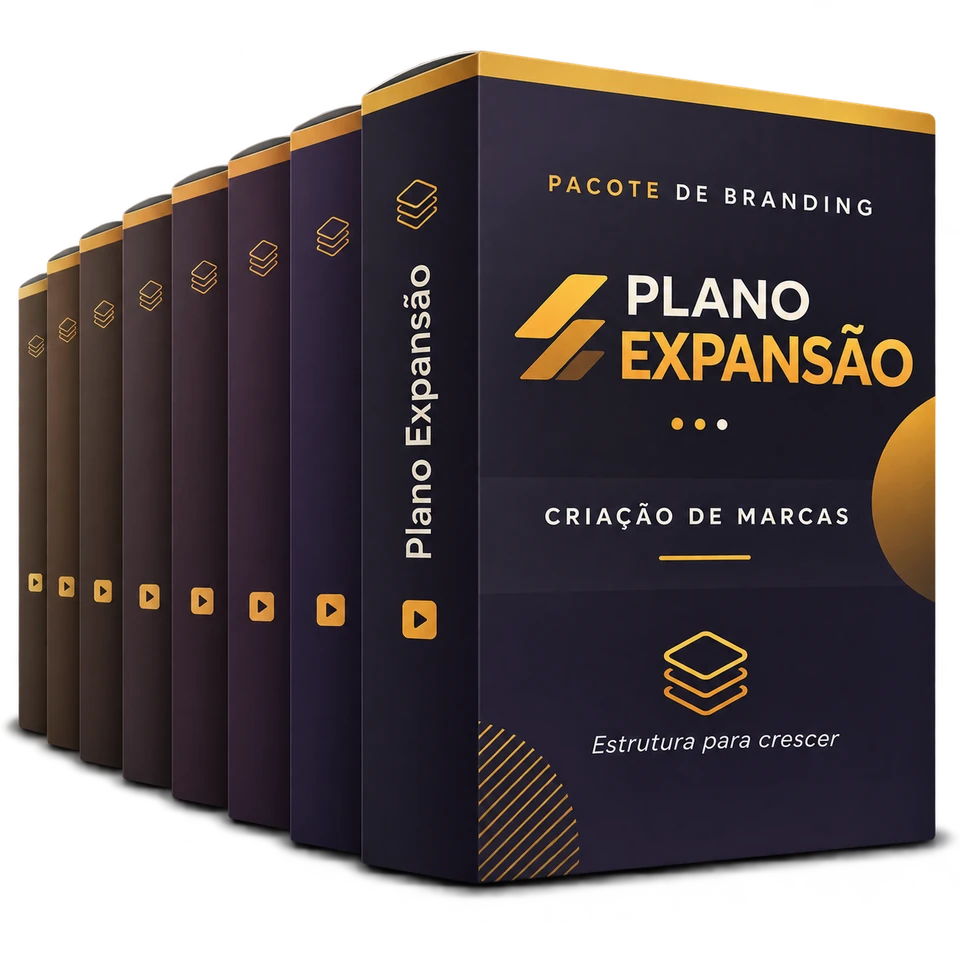 PACOTE DE BRANDING
PLANO
EXPANSÃO
CRIAÇÃO DE MARCAS
Estrutura para crescer
Plano Expansão